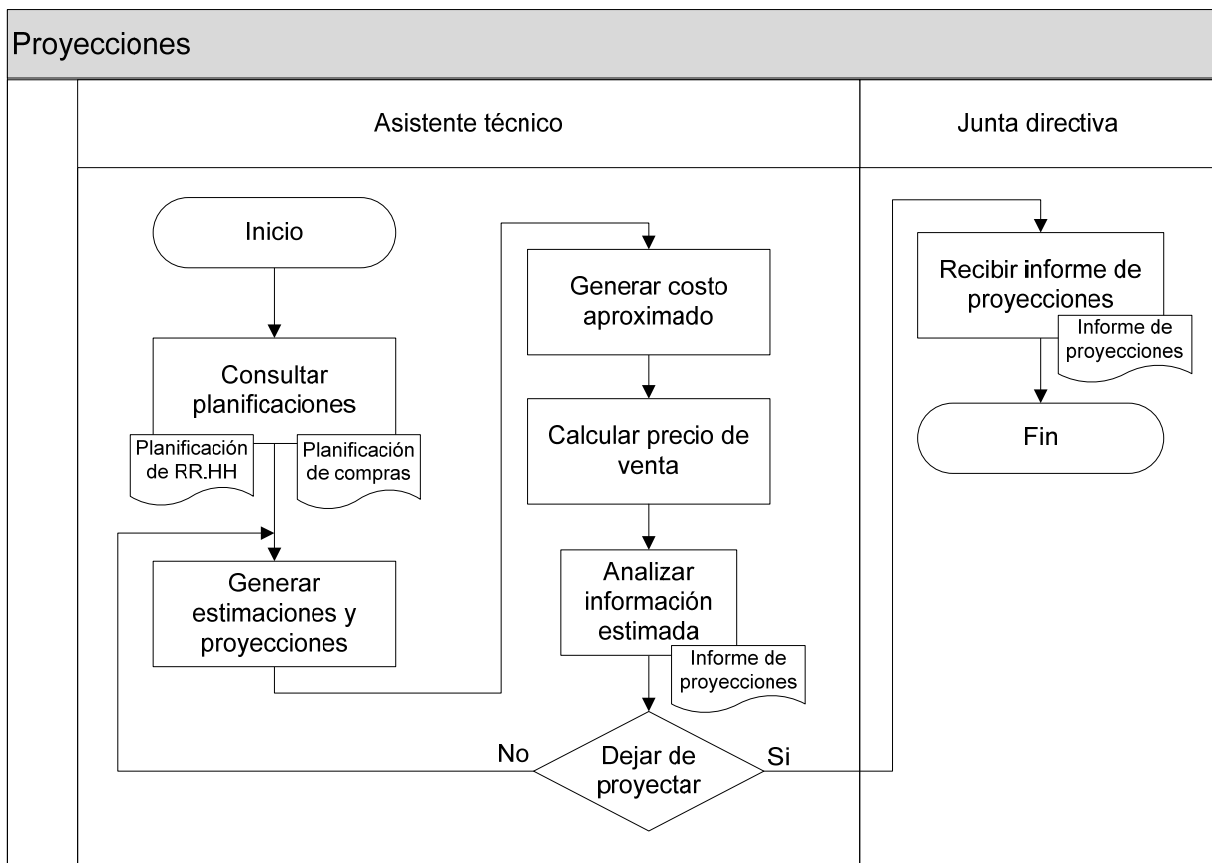 Proyecciones
Asistente técnico
Junta directiva
Inicio
Consultar
planificaciones
Planificación
de RR.HH
Planificación
de compras
Generar
estimaciones y
proyecciones
Generar costo
aproximado
Calcular precio de
venta
Analizar
información
estimada
Informe de
proyecciones
Dejar de
proyectar
No
Si
Recibir informe de
proyecciones
Informe de
proyecciones
Fin